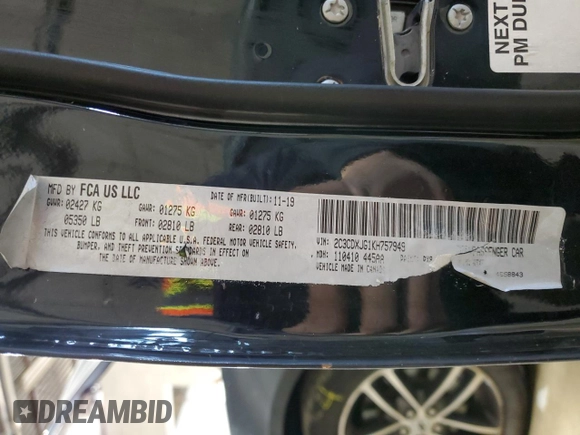 NEXT
PM DUE
MFD BY FCA US LLC
DATE OF MFR(BUILT): 11-19
GVWR: 02427 KG
GAWR: 01275 KG
GAWR: 01275 KG
05350 LB
FRONT: 02810 LB
REAR: 02810 LB
THIS VEHICLE CONFORMS TO ALL APPLICABLE U.S.A. FEDERAL MOTOR VEHICLE SAFETY,
BUMPER, AND THEFT PREVENTION STANDARDS IN EFFECT ON
THE DATE OF MANUFACTURE SHOWN ABOVE.
VIN: 2C3CDXJG1KH757949
PASSENGER CAR
MDH: 110410 445AA
MADE IN CANADA
DREAMBID